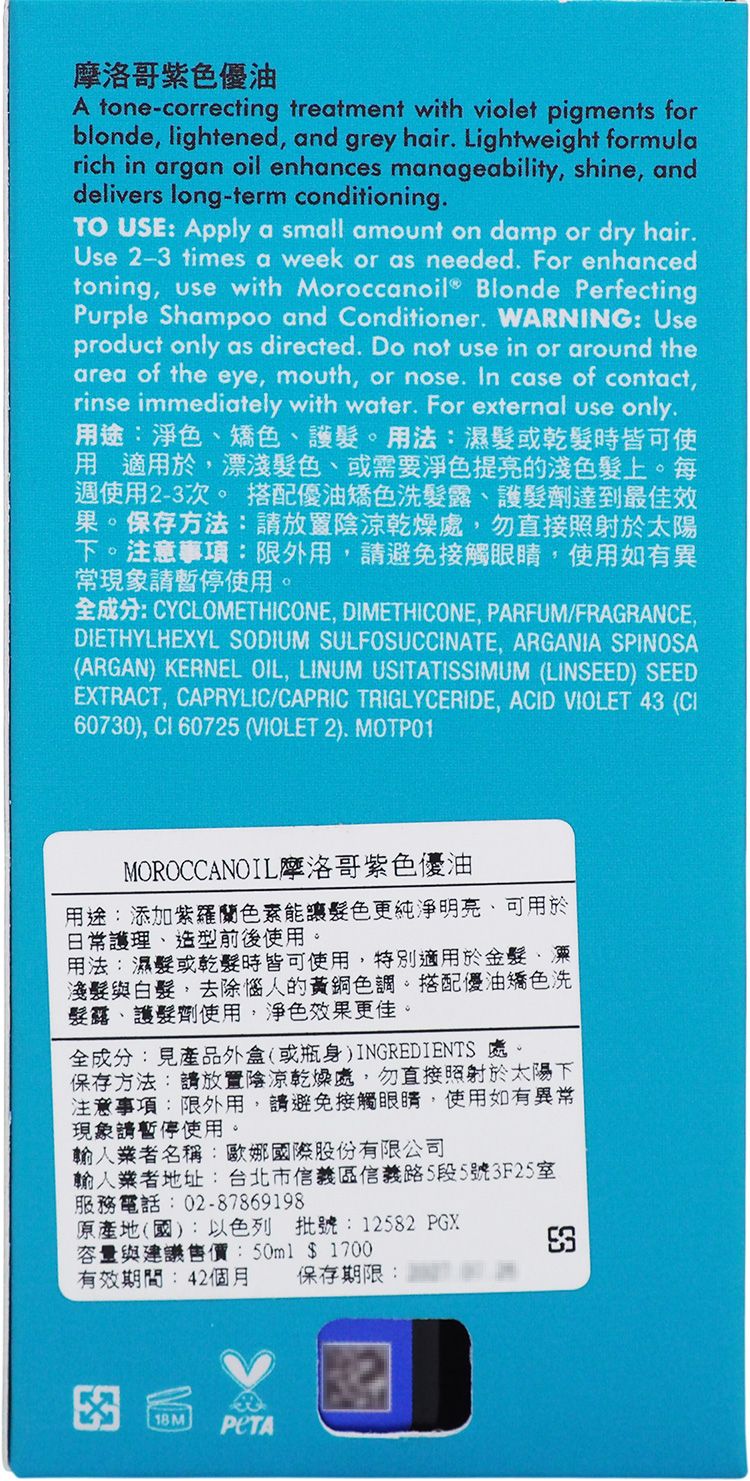 摩洛哥紫色優油
A tone-correcting treatment with violet pigments for
blonde, lightened, and grey hair. Lightweight formula
rich in argan oil enhances manageability, shine, and
delivers long-term conditioning.
TO USE: Apply a small amount on damp or dry hair.
Use 2–3 times a week or as needed. For enhanced
toning, use with Moroccanoil® Blonde Perfecting
Purple Shampoo and Conditioner. WARNING: Use
product only as directed. Do not use in or around the
area of the eye, mouth, or nose. In case of contact,
rinse immediately with water. For external use only.
用途：淨色、矯色、護髮。用法：濕髮或乾髮時皆可使
用 適用於，漂淺髮色、或需要淨色提亮的淺色髮上。每
週使用2-3次。 搭配優油矯色洗髮露、護髮劑達到最佳效
果。保存方法：請放置陰涼乾燥處，勿直接照射於太陽
下。注意事項：限外用，請避免接觸眼睛，使用如有異
常現象請暫停使用。
全成分: CYCLOMETHICONE, DIMETHICONE, PARFUM/FRAGRANCE,
DIETHYLHEXYL SODIUM SULFOSUCCINATE, ARGANIA SPINOSA
(ARGAN) KERNEL OIL, LINUM USITATISSIMUM (LINSEED) SEED
EXTRACT, CAPRYLIC/CAPRIC TRIGLYCERIDE, ACID VIOLET 43 (CI
60730), CI 60725 (VIOLET 2). MOTP01
MOROCCANOIL摩洛哥紫色優油
用途：添加紫羅蘭色素能讓髮色更純淨明亮、可用於
日常護理、造型前後使用。
用法：濕髮或乾髮時皆可使用，特別適用於金髮、漂
淺髮與白髮，去除惱人的黃銅色調。搭配優油矯色洗
髮露、護髮劑使用，淨色效果更佳。
全成分：見產品外盒(或瓶身)INGREDIENTS 處。
保存方法：請放置陰涼乾燥處，勿直接照射於太陽下
注意事項：限外用，請避免接觸眼睛，使用如有異常
現象請暫停使用。
輸入業者名稱：歐娜國際股份有限公司
輸入業者地址：台北市信義區信義路5段5號3F25室
服務電話：02-87869198
原產地(國)：以色列 批號：12582 PGX
容量與建議售價：50ml $ 1700
有效期間：42個月 保存期限：
18M
PETA